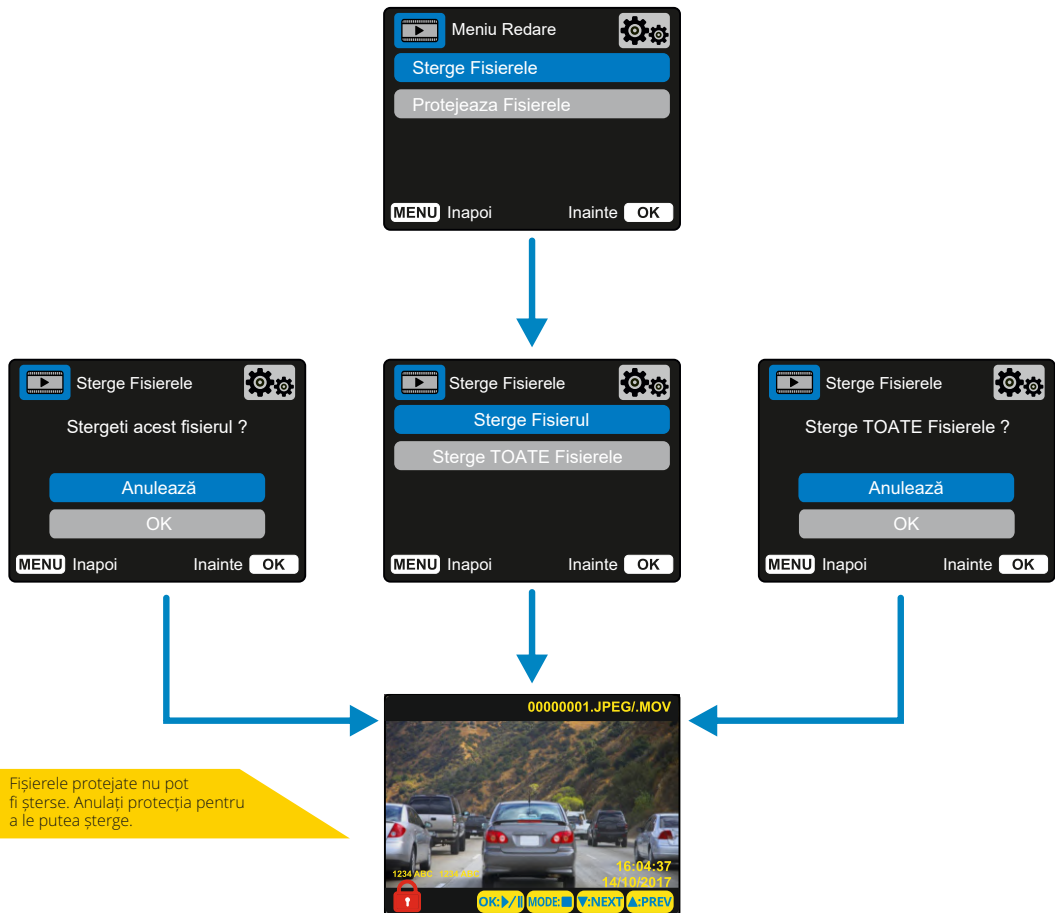 Meniu Redare
Sterge Fisierele
Protejeaza Fisierele
MENU Inapoi Inainte OK
Sterge Fisierele
Stergeti acest fisierul ?
Anulează
OK
MENU Inapoi Inainte OK
Sterge Fisierele
Sterge Fisierul
Sterge TOATE Fisierele
MENU Inapoi Inainte OK
Sterge Fisierele
Sterge TOATE Fisierele ?
Anulează
OK
MENU Inapoi Inainte OK
Fișierele protejate nu pot
fi șterse. Anulați protecția pentru
a le putea șterge.
00000001.JPEG/.MOV
1234 ABC 1234 ABC
16:04:37
14/10/2017
OK:▶/|| MODE:■ ▼:NEXT ▲:PREV